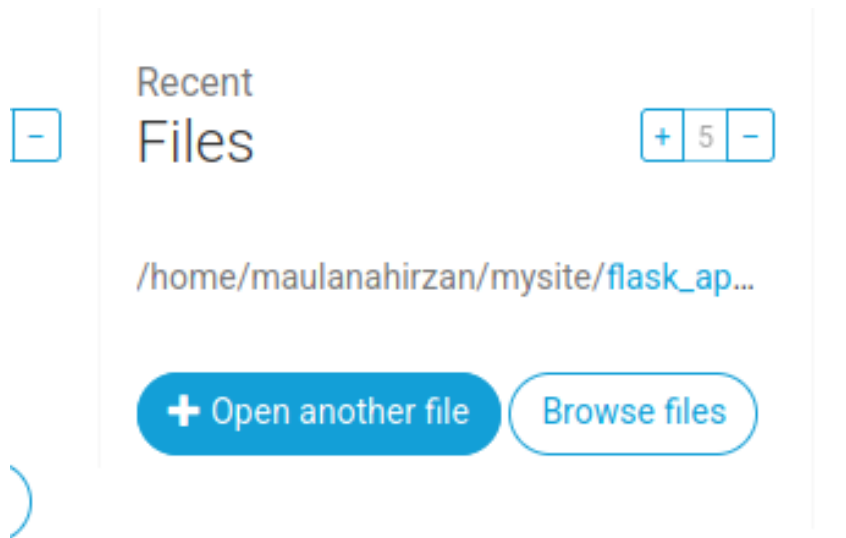 Recent
Files
+ 5 −
−
/home/maulanahirzan/mysite/flask_ap...
+ Open another file
Browse files